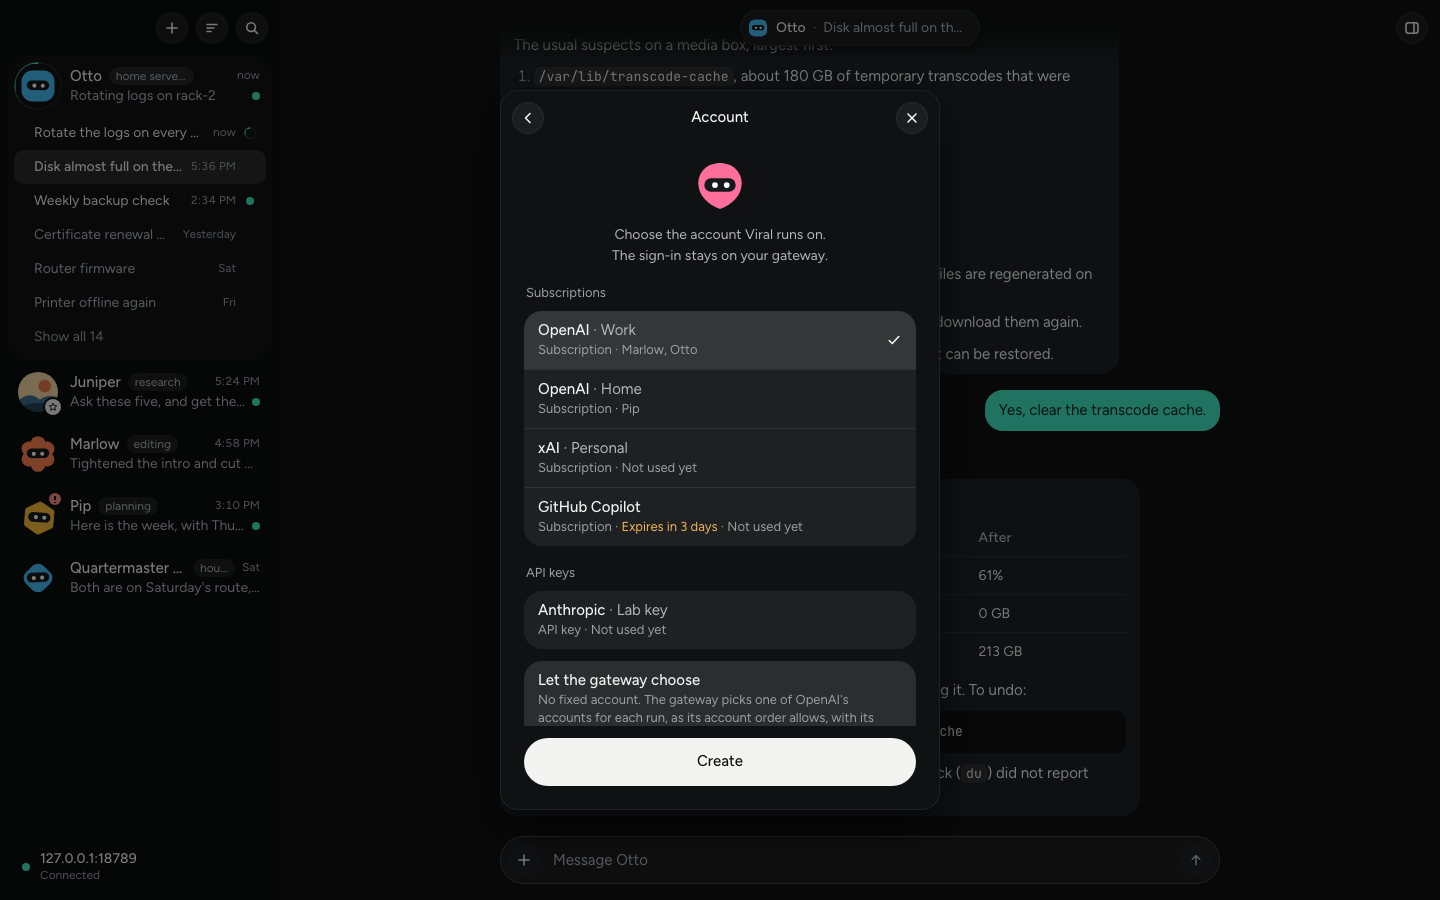 Otto · Disk almost full on th...
Otto home serve... now
Rotating logs on rack-2
Rotate the logs on every ... now
Disk almost full on the... 5:36 PM
Weekly backup check 2:34 PM
Certificate renewal ... Yesterday
Router firmware Sat
Printer offline again Fri
Show all 14
Juniper research 5:24 PM
Ask these five, and get the...
Marlow editing 4:58 PM
Tightened the intro and cut ...
Pip planning 3:10 PM
Here is the week, with Thu...
Quartermaster ... hou... Sat
Both are on Saturday's route,...
127.0.0.1:18789
Connected
The usual suspects on a media box, largest first:
1. /var/lib/transcode-cache, about 180 GB of temporary transcodes that were
iles are regenerated on
download them again.
can be restored.
Yes, clear the transcode cache.
After
61%
0 GB
213 GB
g it. To undo:
che
ck (du) did not report
Message Otto
Account
Choose the account Viral runs on.
The sign-in stays on your gateway.
Subscriptions
OpenAI · Work
Subscription · Marlow, Otto
OpenAI · Home
Subscription · Pip
xAI · Personal
Subscription · Not used yet
GitHub Copilot
Subscription · Expires in 3 days · Not used yet
API keys
Anthropic · Lab key
API key · Not used yet
Let the gateway choose
No fixed account. The gateway picks one of OpenAI's
accounts for each run, as its account order allows, with its
Create